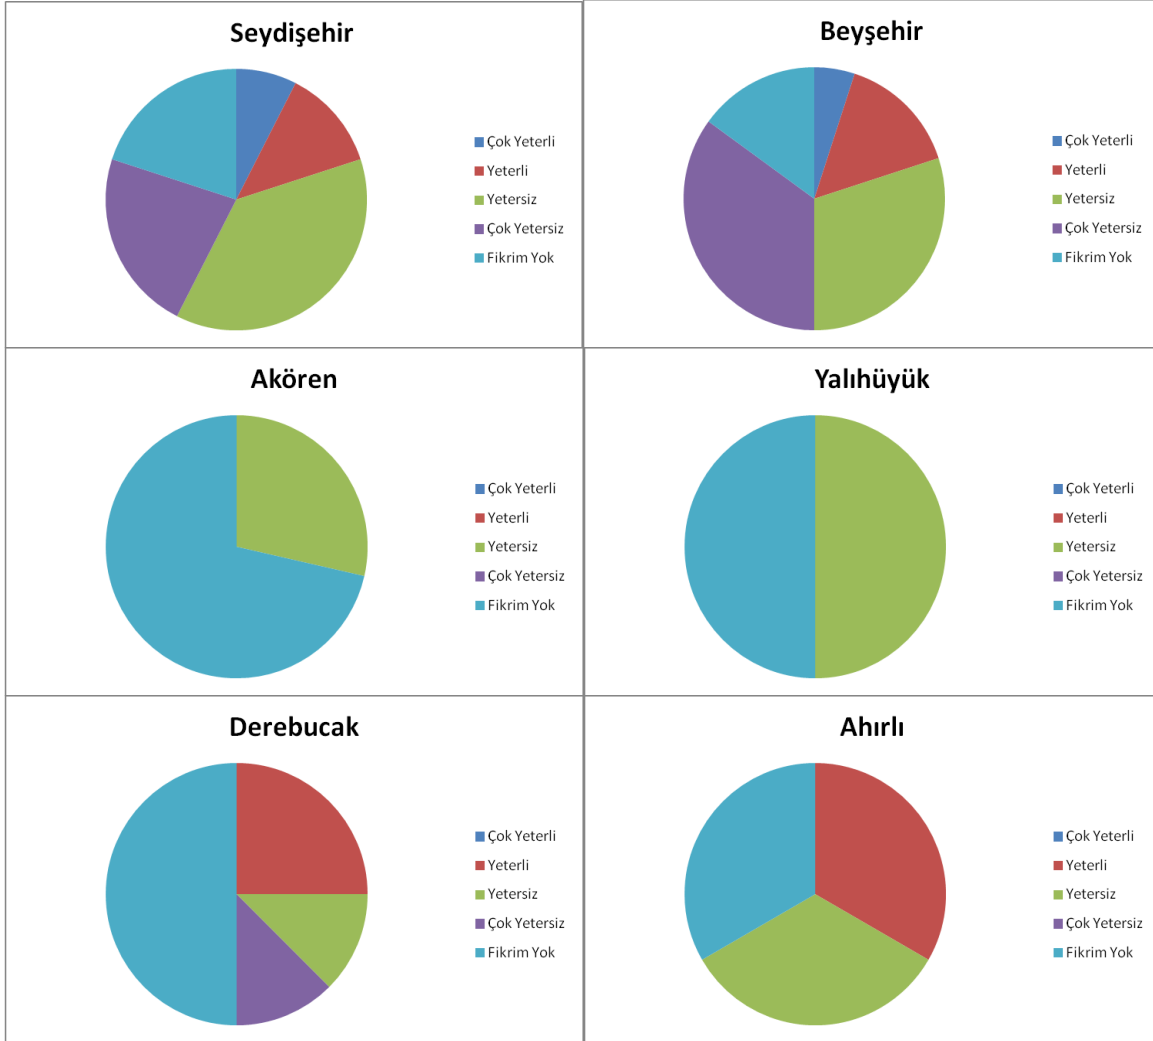 Seydişehir
Çok Yeterli
Yeterli
Yetersiz
Çok Yetersiz
Fikrim Yok
Beyşehir
Çok Yeterli
Yeterli
Yetersiz
Çok Yetersiz
Fikrim Yok
Akören
Çok Yeterli
Yeterli
Yetersiz
Çok Yetersiz
Fikrim Yok
Yalıhüyük
Çok Yeterli
Yeterli
Yetersiz
Çok Yetersiz
Fikrim Yok
Derebucak
Çok Yeterli
Yeterli
Yetersiz
Çok Yetersiz
Fikrim Yok
Ahırlı
Çok Yeterli
Yeterli
Yetersiz
Çok Yetersiz
Fikrim Yok